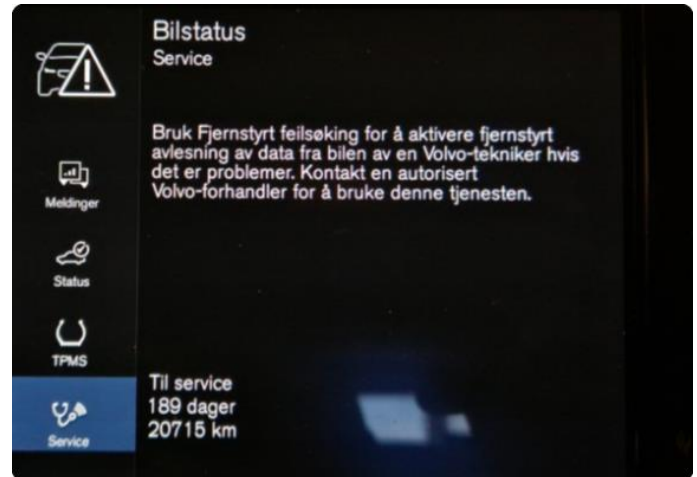 Bilstatus
Service
Bruk Fjernstyrt feilsøking for å aktivere fjernstyrt
avlesning av data fra bilen av en Volvo-tekniker hvis
det er problemer. Kontakt en autorisert
Volvo-forhandler for å bruke denne tjenesten.
Meldinger
Status
TPMS
Service
Til service
189 dager
20715 km